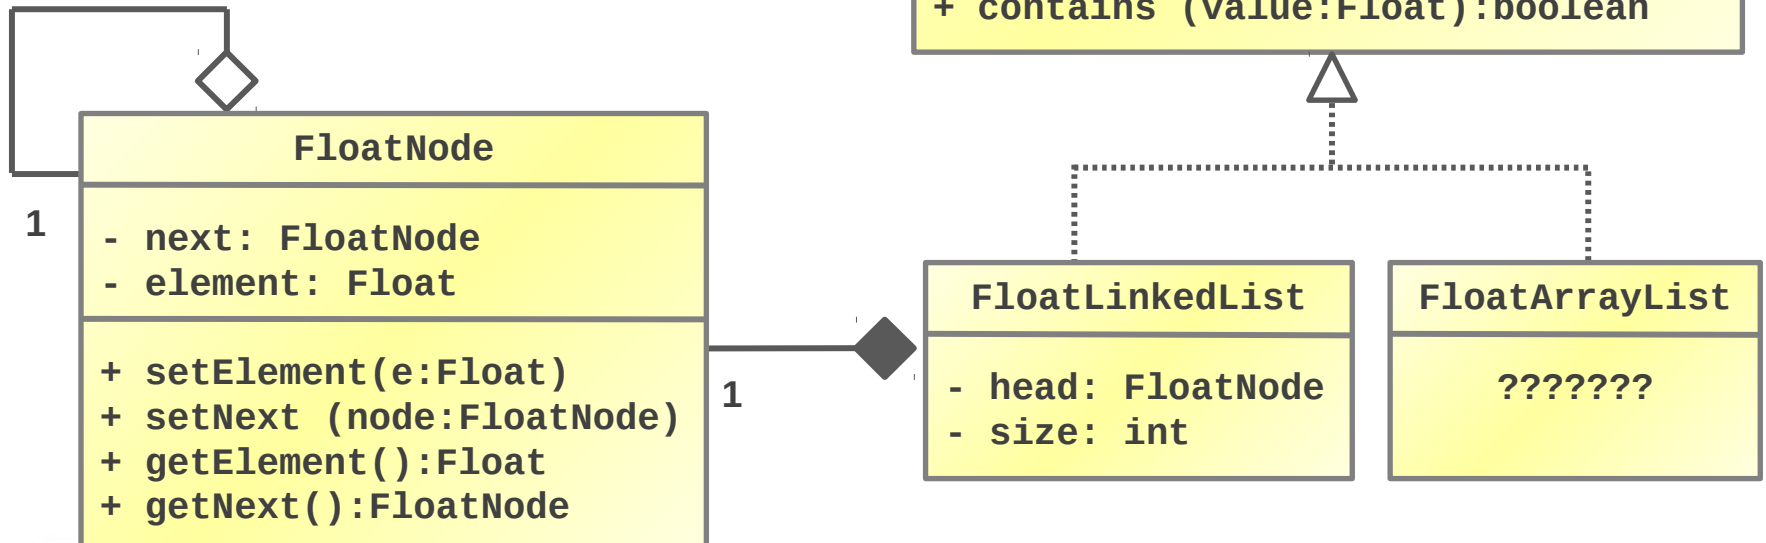 + contains (value:Float):boolean
FloatNode
1
- next: FloatNode
- element: Float
+ setElement(e:Float)
+ setNext (node:FloatNode)
+ getElement():Float
+ getNext():FloatNode
1
FloatLinkedList
- head: FloatNode
- size: int
FloatArrayList
???????